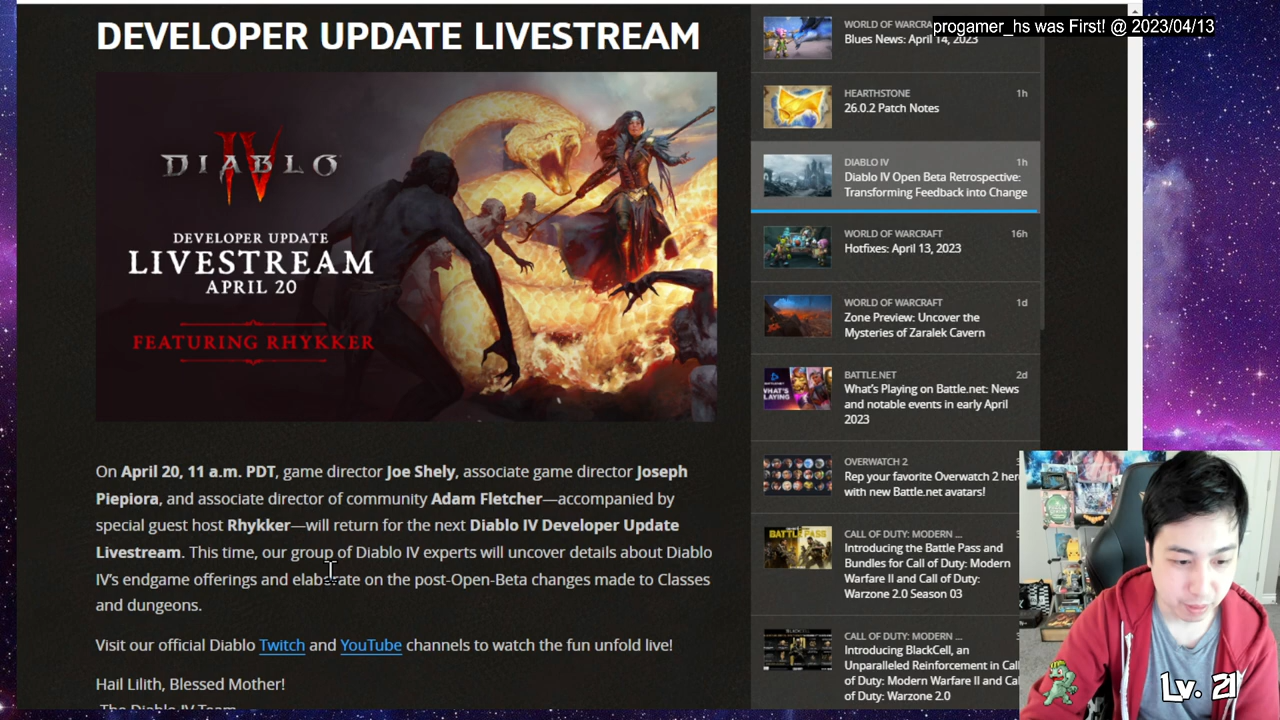 DEVELOPER UPDATE LIVESTREAM
DIABLO
IV
DEVELOPER UPDATE
LIVESTREAM
APRIL 20
FEATURING RHYKKER
On April 20, 11 a.m. PDT, game director Joe Shely, associate game director Joseph
Piepiora, and associate director of community Adam Fletcher—accompanied by
special guest host Rhykker—will return for the next Diablo IV Developer Update
Livestream. This time, our group of Diablo IV experts will uncover details about Diablo
IV's endgame offerings and elaborate on the post-Open-Beta changes made to Classes
and dungeons.
Visit our official Diablo Twitch and YouTube channels to watch the fun unfold live!
Hail Lilith, Blessed Mother!
The Diablo IV Team
progamer_hs was First! @ 2023/04/13
WORLD OF WARCRA
Blues News: April 14, 2023
HEARTHSTONE 1h
26.0.2 Patch Notes
DIABLO IV 1h
Diablo IV Open Beta Retrospective:
Transforming Feedback into Change
WORLD OF WARCRAFT 16h
Hotfixes: April 13, 2023
WORLD OF WARCRAFT 1d
Zone Preview: Uncover the
Mysteries of Zaralek Cavern
BATTLE.NET 2d
What's Playing on Battle.net: News
and notable events in early April
2023
WHAT'S
PLAYING
OVERWATCH 2
Rep your favorite Overwatch 2 her
with new Battle.net avatars!
CALL OF DUTY: MODERN ...
Introducing the Battle Pass and
Bundles for Call of Duty: Modern
Warfare II and Call of Duty:
Warzone 2.0 Season 03
BATTLE PASS
CALL OF DUTY: MODERN ...
Introducing BlackCell, an
Unparalleled Reinforcement in Call
of Duty: Modern Warfare II and Cal
of Duty: Warzone 2.0
BLACKCELL
Lv. 21